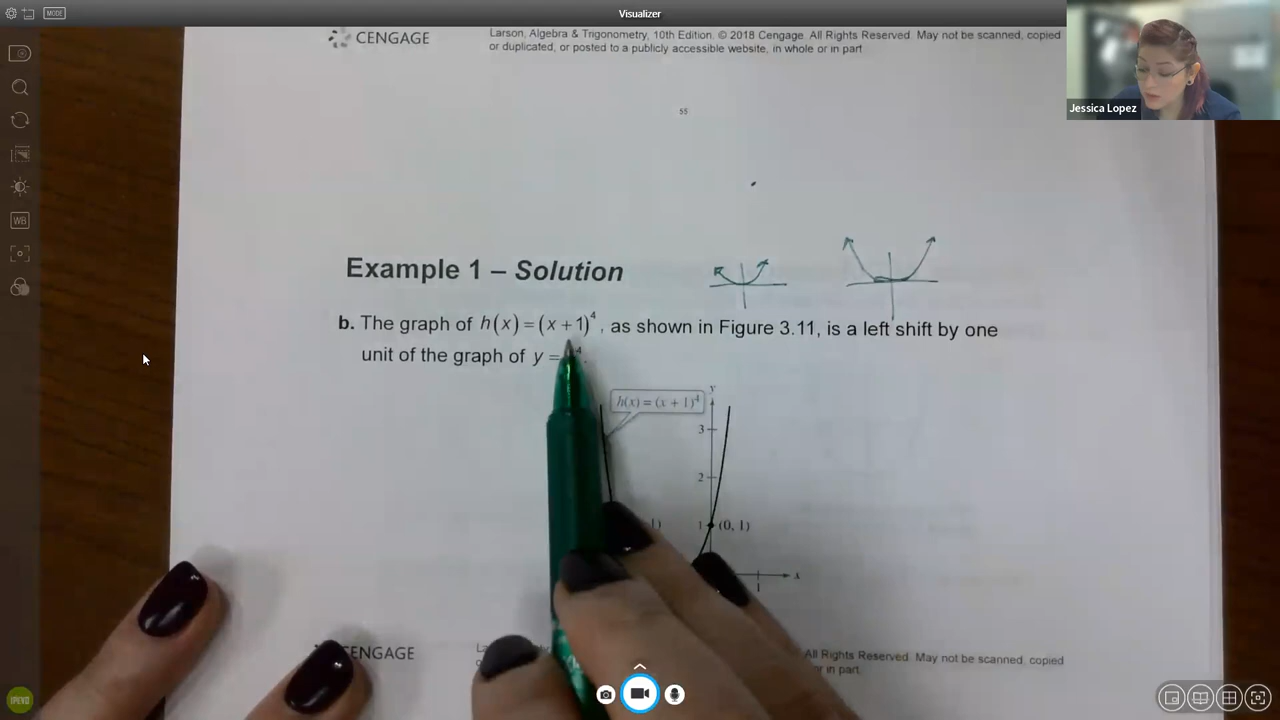 MODE
Visualizer
CENGAGE
Larson, Algebra & Trigonometry, 10th Edition. © 2018 Cengage. All Rights Reserved. May not be scanned, copied
or duplicated, or posted to a publicly accessible website, in whole or in part.
Jessica Lopez
55
WB
Example 1 – Solution
b. The graph of h(x) = (x + 1)⁴, as shown in Figure 3.11, is a left shift by one
unit of the graph of y =
h(x) = (x + 1)⁴
y
3
2
1 (0, 1)
x
1
CENGAGE
All Rights Reserved. May not be scanned, copied
or in part.
IPEVO